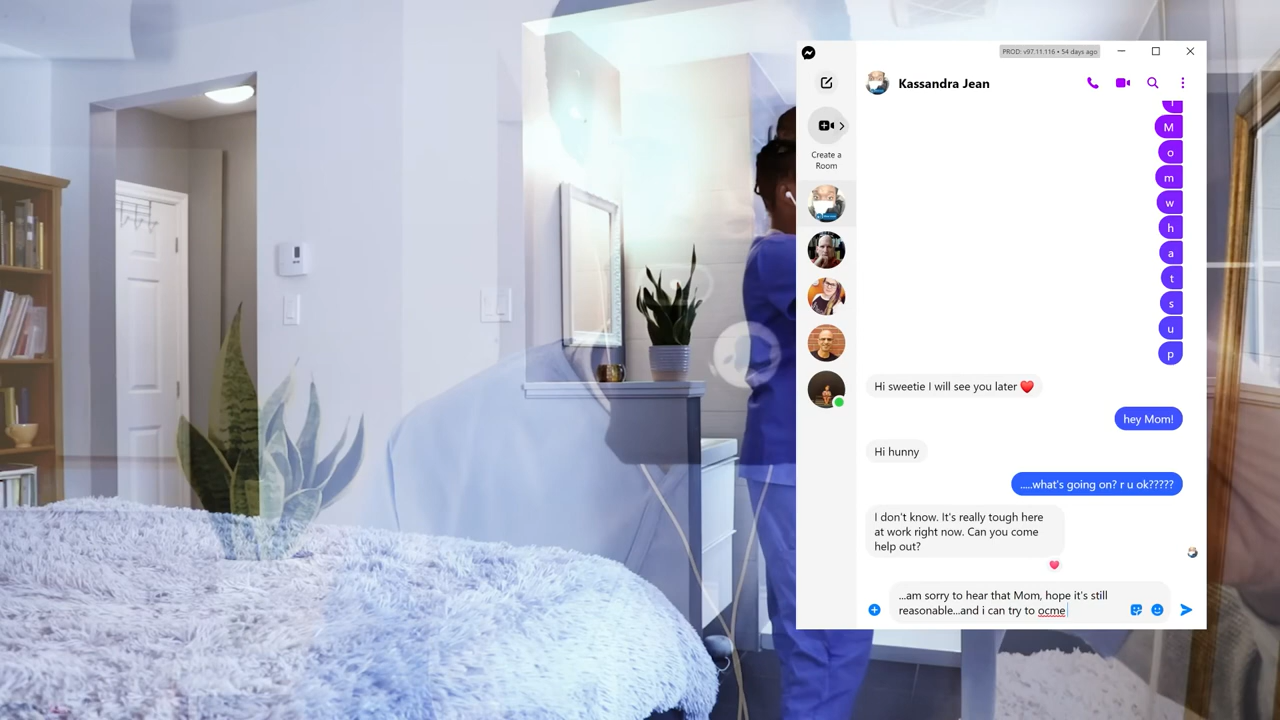 PROD: v97.11.116 • 54 days ago
Kassandra Jean
Create a
Room
M
o
m
w
h
a
t
s
u
p
Hi sweetie I will see you later ❤️
hey Mom!
Hi hunny
.....what's going on? r u ok?????
I don't know. It's really tough here
at work right now. Can you come
help out?
...am sorry to hear that Mom, hope it's still
reasonable...and i can try to ocme